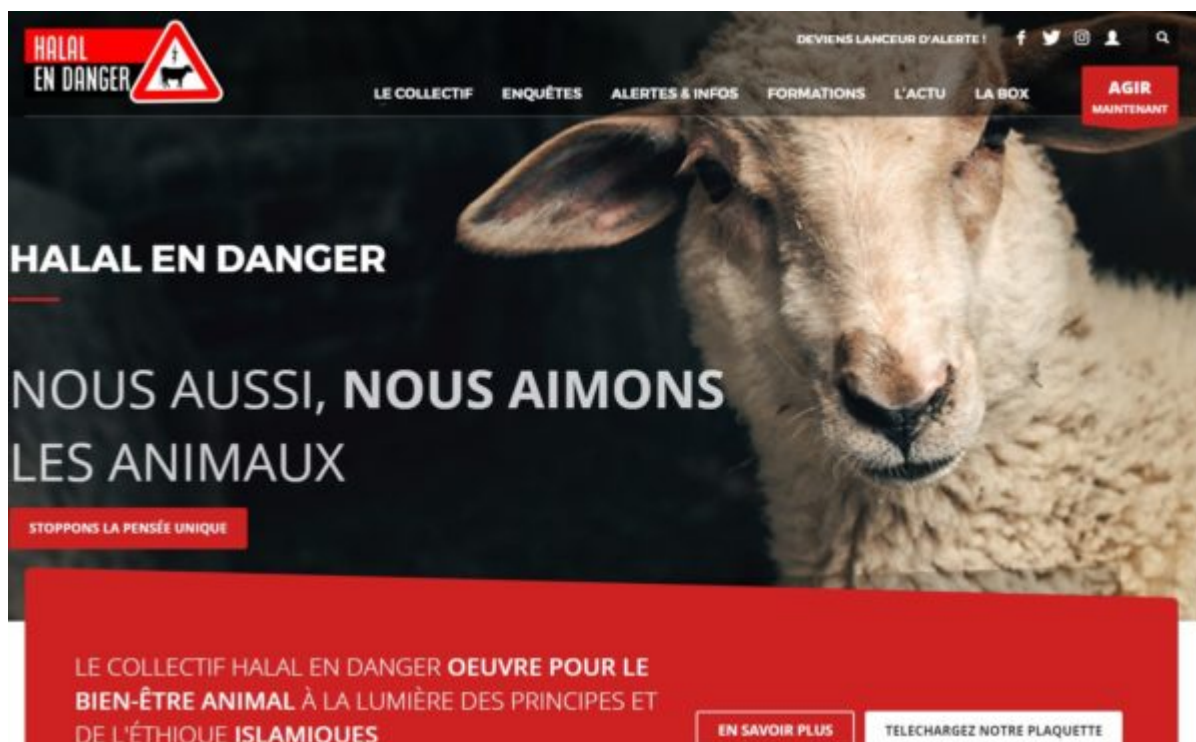 HALAL
EN DANGER
DEVIENS LANCEUR D'ALERTE !
LE COLLECTIF ENQUÊTES ALERTES & INFOS FORMATIONS L'ACTU LA BOX
AGIR
MAINTENANT
HALAL EN DANGER
NOUS AUSSI, NOUS AIMONS
LES ANIMAUX
STOPPONS LA PENSÉE UNIQUE
LE COLLECTIF HALAL EN DANGER OEUVRE POUR LE
BIEN-ÊTRE ANIMAL À LA LUMIÈRE DES PRINCIPES ET
DE L'ÉTHIQUE ISLAMIQUES
EN SAVOIR PLUS
TELECHARGEZ NOTRE PLAQUETTE